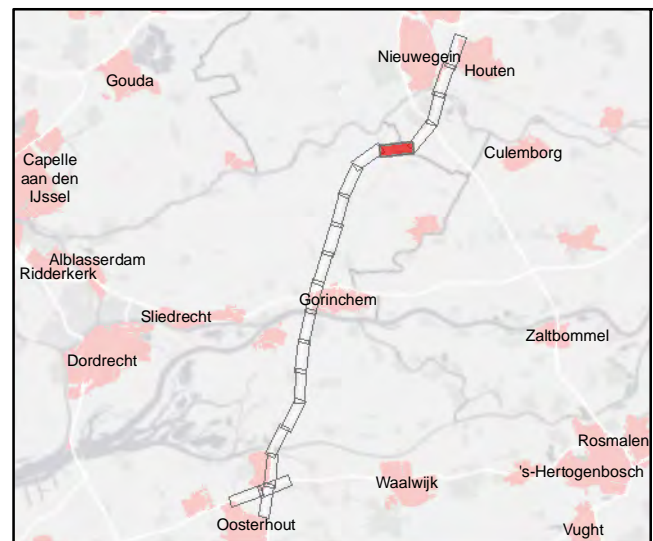 Nieuwegein
Houten
Gouda
Culemborg
Capelle
aan den
IJssel
Alblasserdam
Ridderkerk
Gorinchem
Sliedrecht
Zaltbommel
Dordrecht
Rosmalen
's-Hertogenbosch
Waalwijk
Oosterhout
Vught